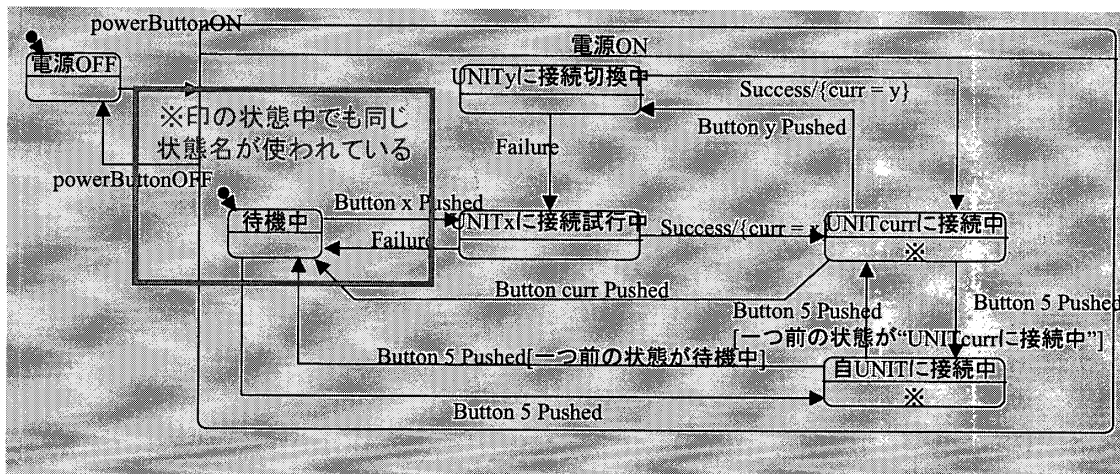 powerButtonON
電源ON
電源OFF
UNITyに接続切換中
Success/{curr = y}
※印の状態中でも同じ
状態名が使われている
Button y Pushed
Failure
powerButtonOFF
Button x Pushed
待機中
UNITxに接続試行中
UNITcurrに接続中
Failure
Success/{curr = x
※
Button curr Pushed
Button 5 Pushed
Button 5 Pushed
[一つ前の状態が“UNITcurrに接続中”]
Button 5 Pushed[一つ前の状態が待機中]
自UNITに接続中
※
Button 5 Pushed